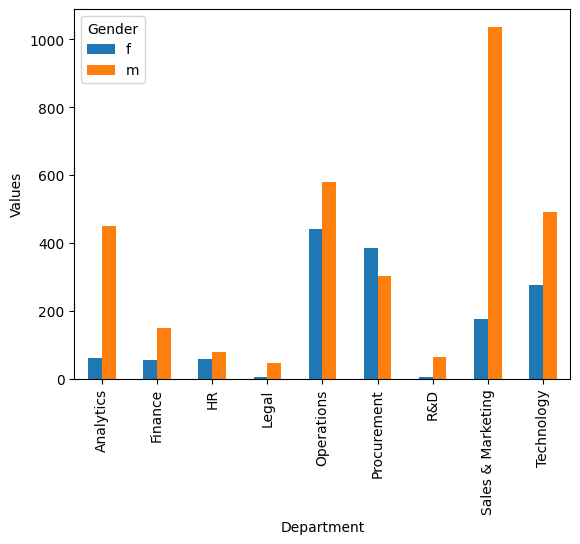 Gender
f
m
1000
800
600
400
200
0
Values
Analytics
Finance
HR
Legal
Operations
Procurement
R&D
Sales & Marketing
Technology
Department